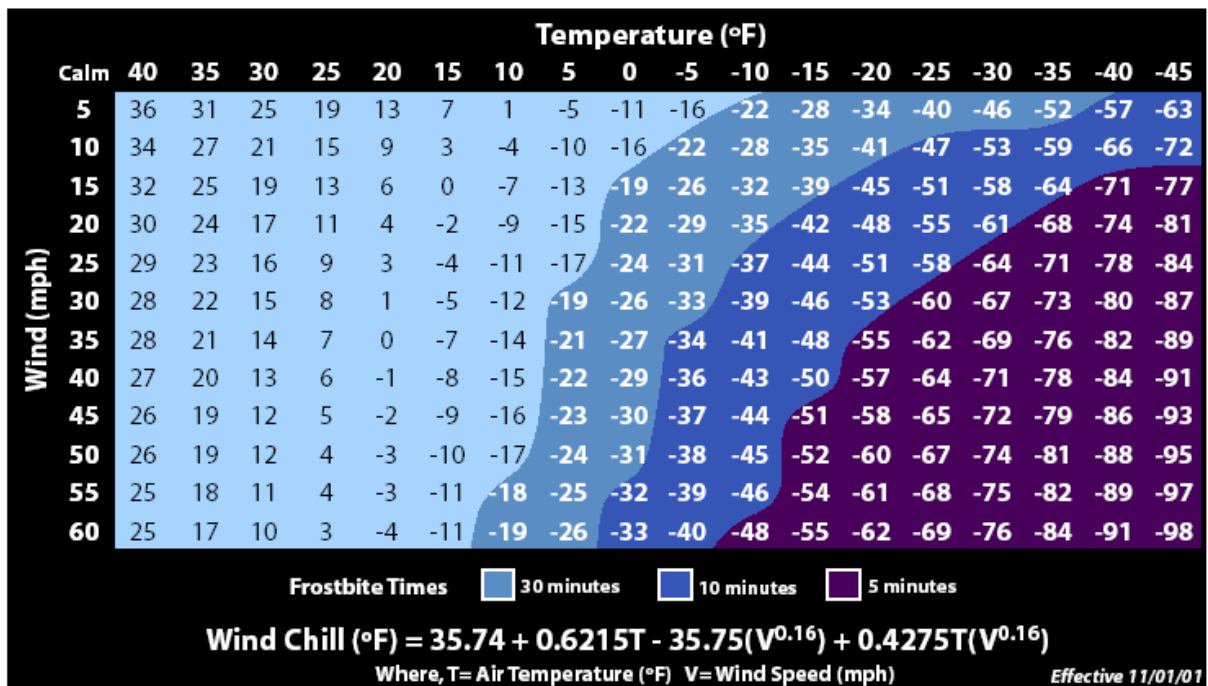 Temperature (ºF)
Calm 40 35 30 25 20 15 10 5 0 -5 -10 -15 -20 -25 -30 -35 -40 -45
Wind (mph)
5 36 31 25 19 13 7 1 -5 -11 -16 -22 -28 -34 -40 -46 -52 -57 -63
10 34 27 21 15 9 3 -4 -10 -16 -22 -28 -35 -41 -47 -53 -59 -66 -72
15 32 25 19 13 6 0 -7 -13 -19 -26 -32 -39 -45 -51 -58 -64 -71 -77
20 30 24 17 11 4 -2 -9 -15 -22 -29 -35 -42 -48 -55 -61 -68 -74 -81
25 29 23 16 9 3 -4 -11 -17 -24 -31 -37 -44 -51 -58 -64 -71 -78 -84
30 28 22 15 8 1 -5 -12 -19 -26 -33 -39 -46 -53 -60 -67 -73 -80 -87
35 28 21 14 7 0 -7 -14 -21 -27 -34 -41 -48 -55 -62 -69 -76 -82 -89
40 27 20 13 6 -1 -8 -15 -22 -29 -36 -43 -50 -57 -64 -71 -78 -84 -91
45 26 19 12 5 -2 -9 -16 -23 -30 -37 -44 -51 -58 -65 -72 -79 -86 -93
50 26 19 12 4 -3 -10 -17 -24 -31 -38 -45 -52 -60 -67 -74 -81 -88 -95
55 25 18 11 4 -3 -11 -18 -25 -32 -39 -46 -54 -61 -68 -75 -82 -89 -97
60 25 17 10 3 -4 -11 -19 -26 -33 -40 -48 -55 -62 -69 -76 -84 -91 -98
Frostbite Times 30 minutes 10 minutes 5 minutes
Wind Chill (ºF) = 35.74 + 0.6215T - 35.75(V^0.16) + 0.4275T(V^0.16)
Where, T= Air Temperature (ºF) V= Wind Speed (mph) Effective 11/01/01